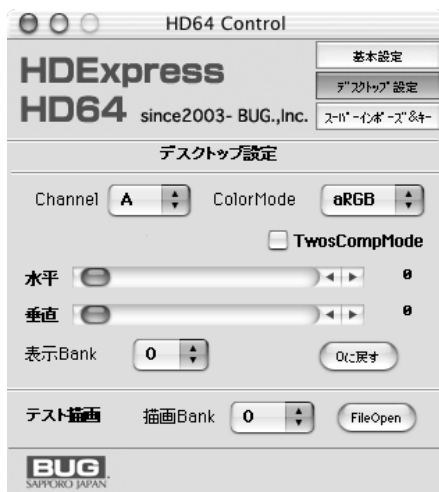 HD64 Control
HDExpress
HD64 since2003- BUG.,Inc.
基本設定
デスクトップ設定
スーパーインポーズ&キー
デスクトップ設定
Channel A ColorMode aRGB
TwosCompMode
水平 0
垂直 0
表示Bank 0 0に戻す
テスト描画 描画Bank 0 FileOpen
BUG.
SAPPORO JAPAN